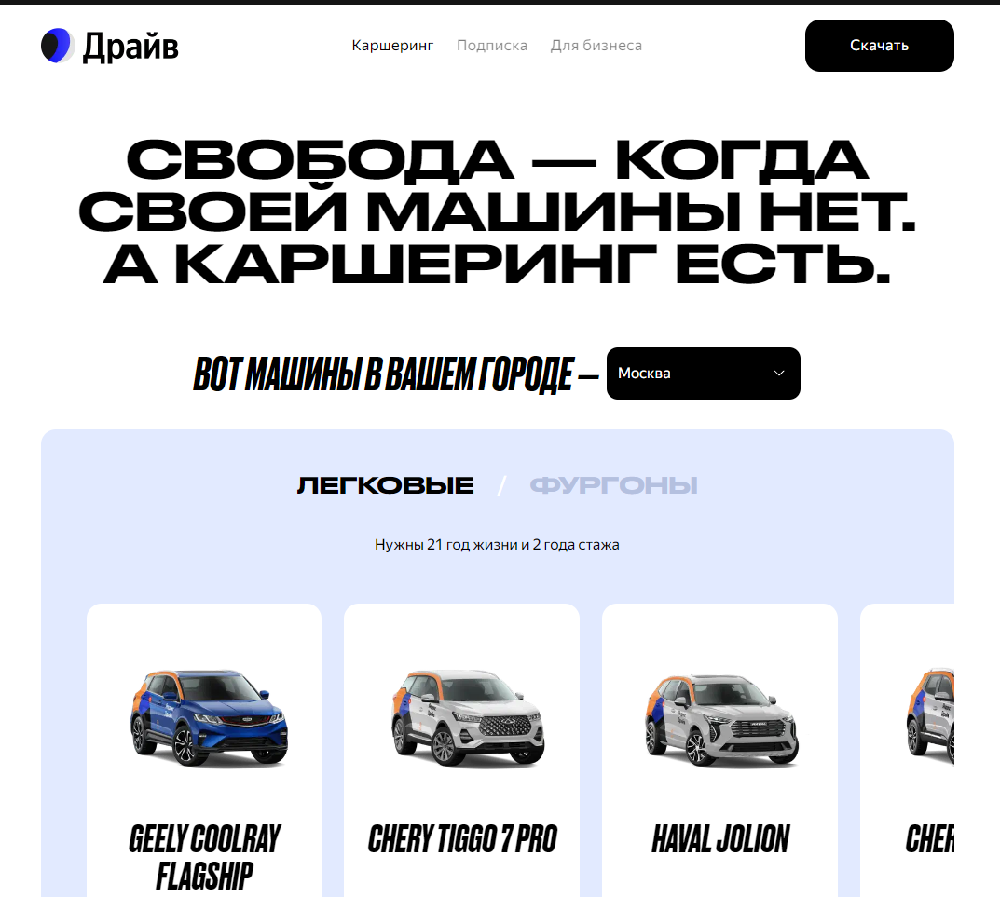 Драйв
Каршеринг Подписка Для бизнеса
Скачать
СВОБОДА — КОГДА
СВОЕЙ МАШИНЫ НЕТ.
А КАРШЕРИНГ ЕСТЬ.
ВОТ МАШИНЫ В ВАШЕМ ГОРОДЕ —
Москва
ЛЕГКОВЫЕ / ФУРГОНЫ
Нужны 21 год жизни и 2 года стажа
GEELY COOLRAY
FLAGSHIP
CHERY TIGGO 7 PRO
HAVAL JOLION
CHER